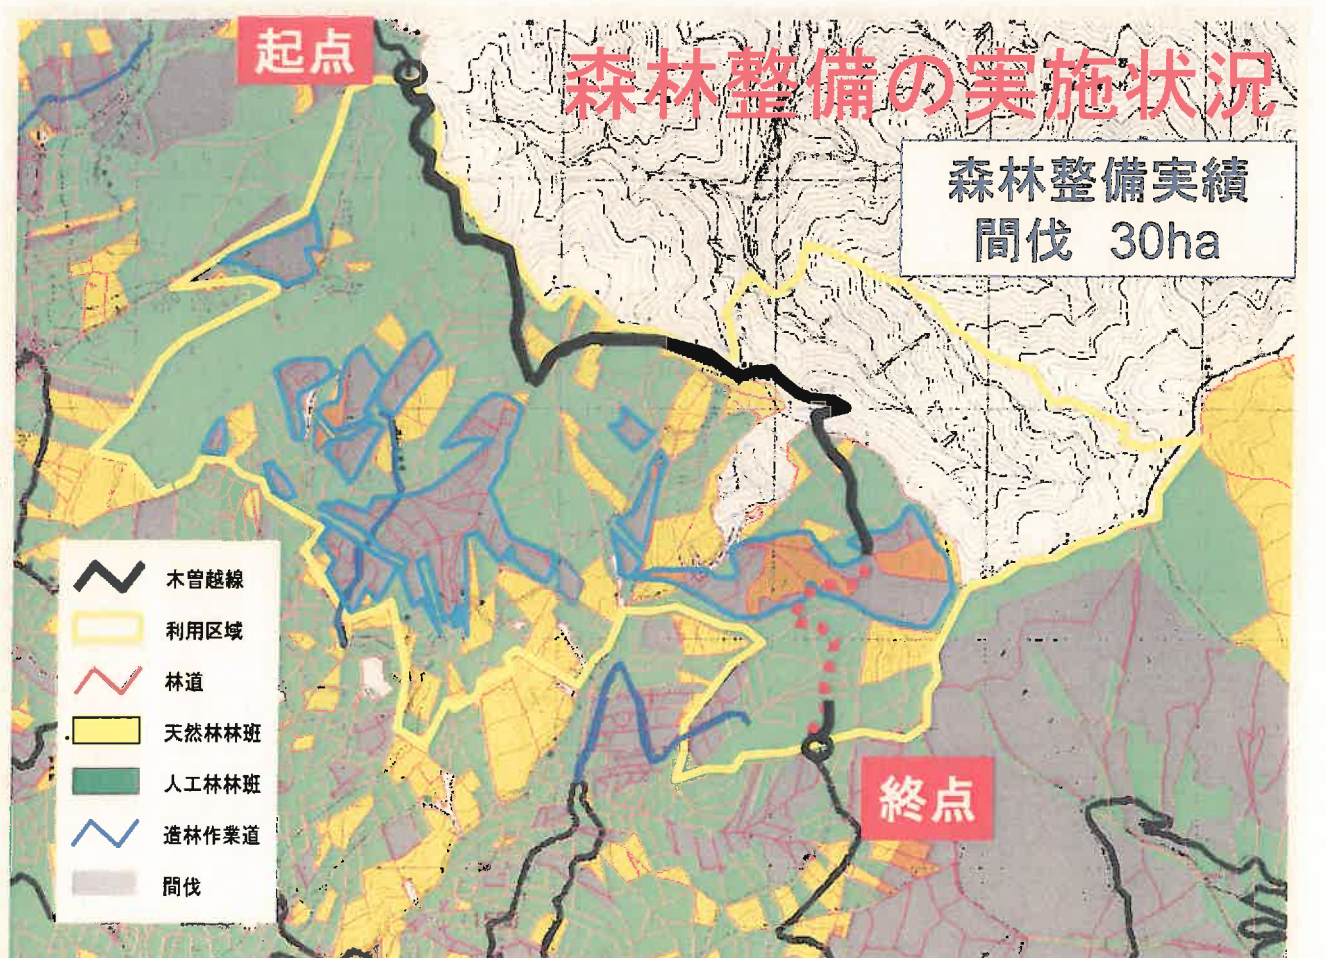 起点
森林整備の実施状況
森林整備実績
間伐 30ha
木曽越線
利用区域
林道
天然林林班
人工林林班
造林作業道
間伐
終点